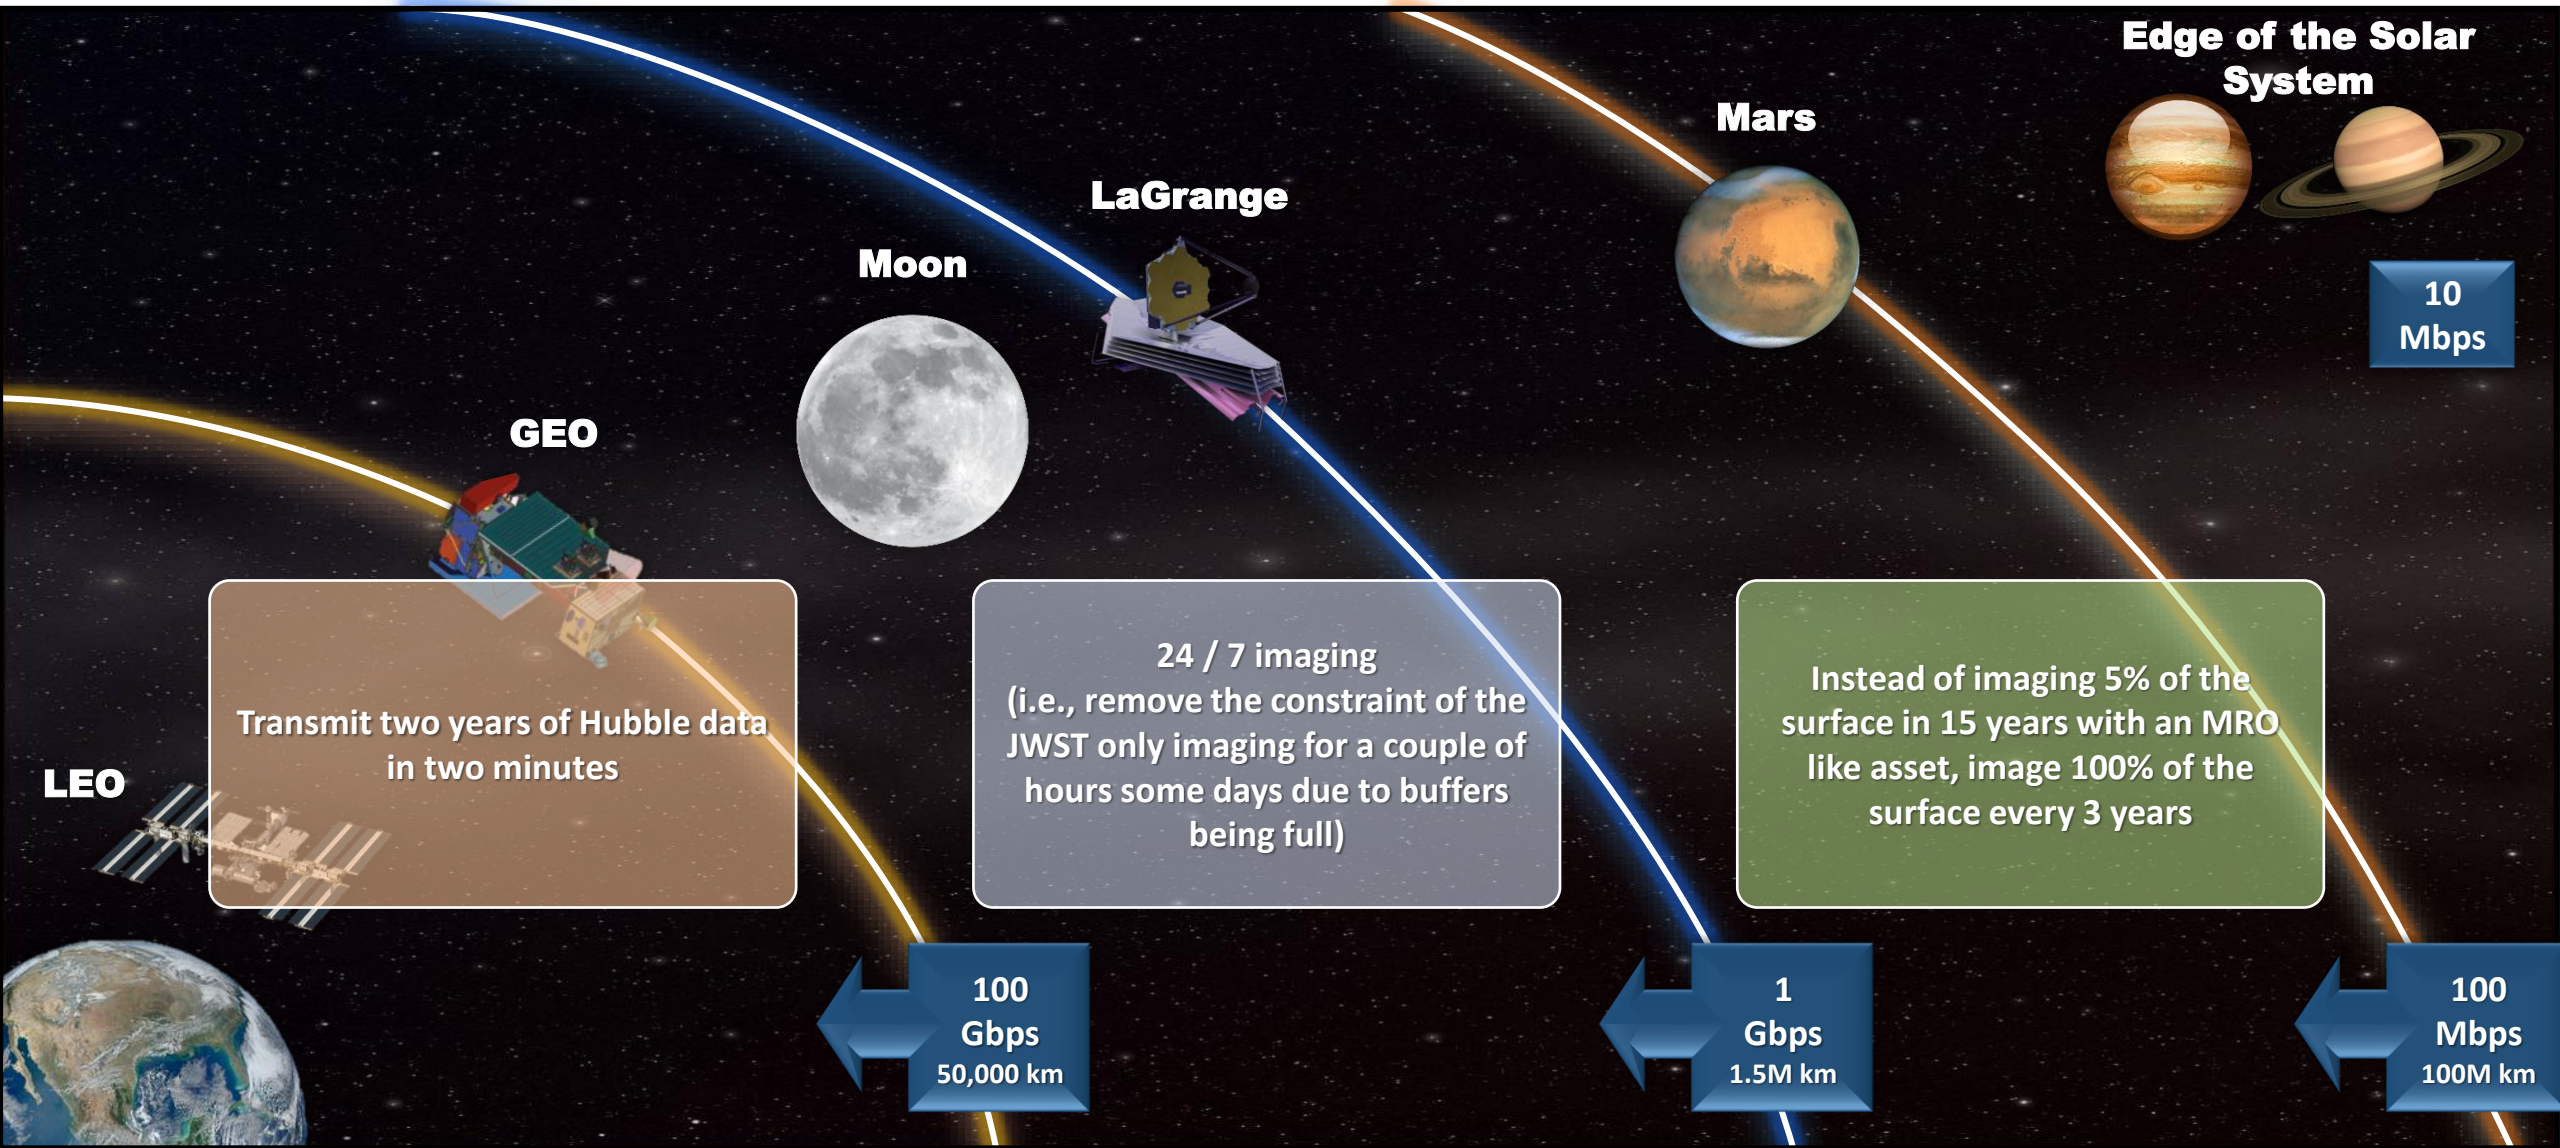 Edge of the Solar
System
Mars
LaGrange
Moon
10
Mbps
GEO
LEO
Transmit two years of Hubble data
in two minutes
24 / 7 imaging
(i.e., remove the constraint of the
JWST only imaging for a couple of
hours some days due to buffers
being full)
Instead of imaging 5% of the
surface in 15 years with an MRO
like asset, image 100% of the
surface every 3 years
100
Gbps
50,000 km
1
Gbps
1.5M km
100
Mbps
100M km